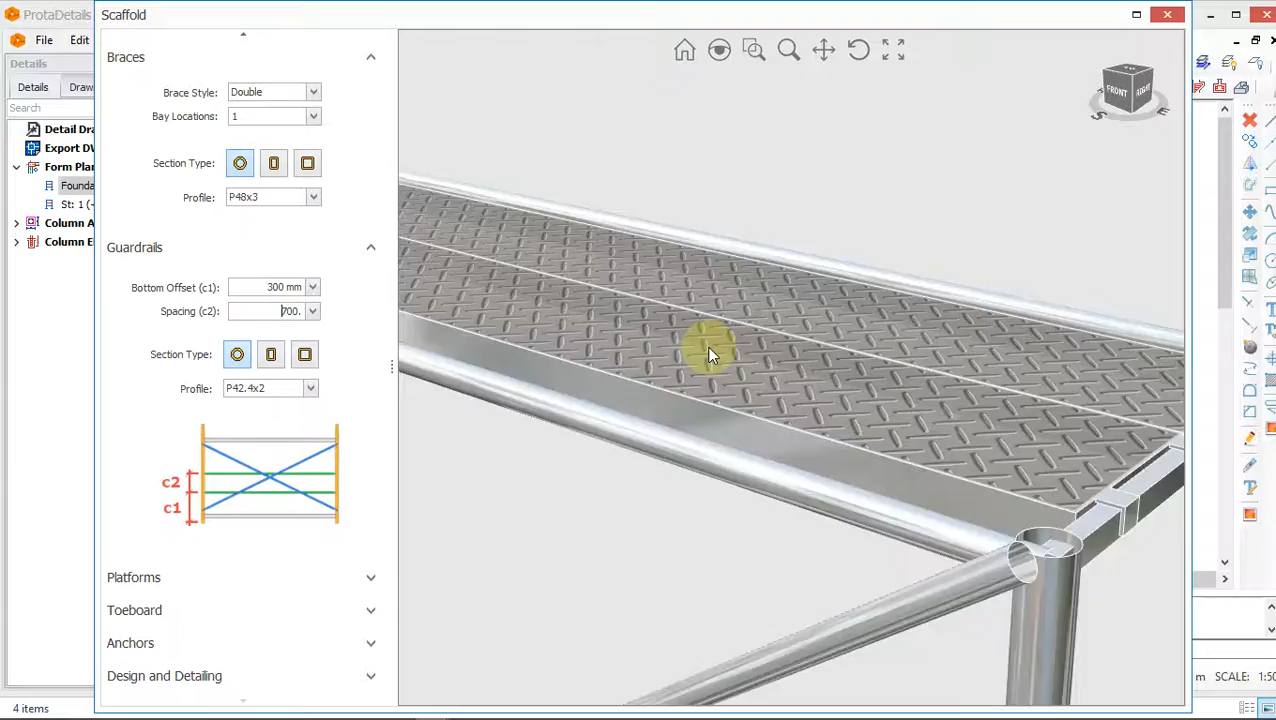 ProtaDetails
Scaffold
File
Edit
Details
Details
Draw
Search
Detail Dra
Export DV
Form Plan
Founda
St: 1 (-
Column A
Column E
4 items
Braces
Brace Style:
Double
Bay Locations:
1
Section Type:
Profile:
P48x3
Guardrails
Bottom Offset (c1):
300 mm
Spacing (c2):
700.
Section Type:
Profile:
P42.4x2
c2
c1
Platforms
Toeboard
Anchors
Design and Detailing
FRONT
RIGHT
S
E
m
SCALE:
1:50